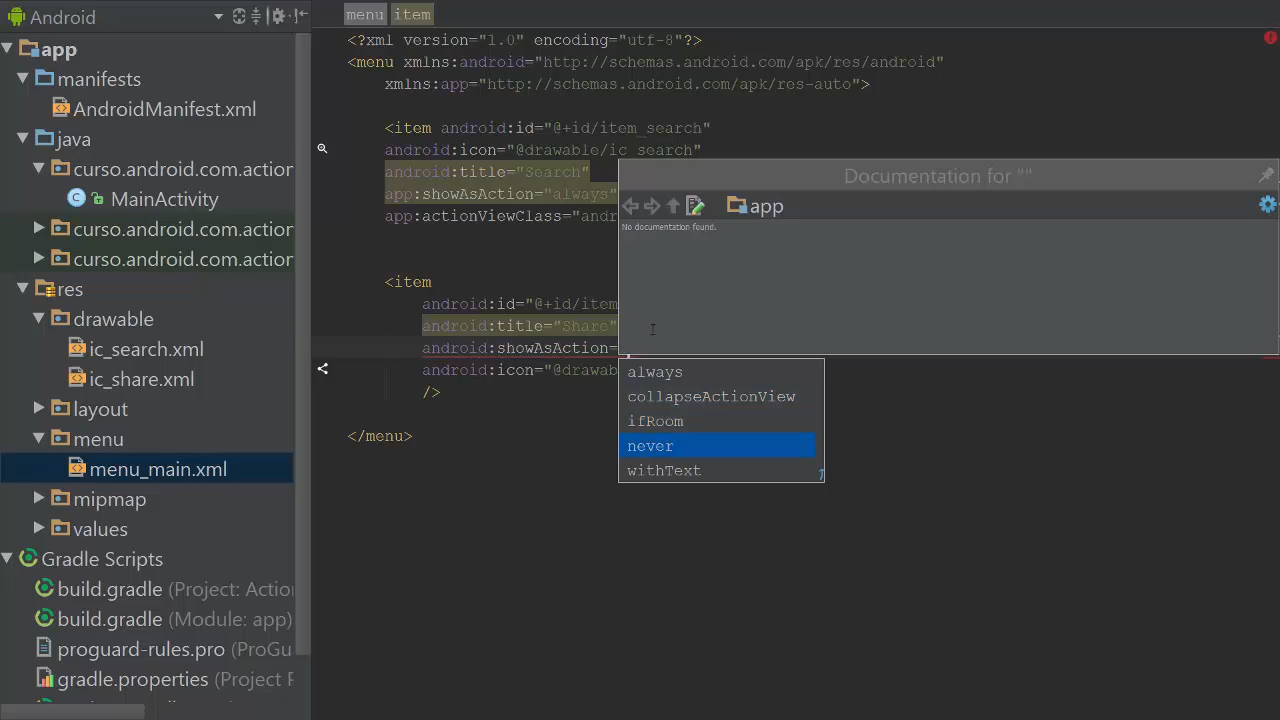 Android
app
manifests
AndroidManifest.xml
java
curso.android.com.action
MainActivity
curso.android.com.action
curso.android.com.action
res
drawable
ic_search.xml
ic_share.xml
layout
menu
menu_main.xml
mipmap
values
Gradle Scripts
build.gradle (Project: Actio
build.gradle (Module: app)
proguard-rules.pro (ProGu
gradle.properties (Project P
menu item
<?xml version="1.0" encoding="utf-8"?>
<menu xmlns:android="http://schemas.android.com/apk/res/android"
xmlns:app="http://schemas.android.com/apk/res-auto">
<item android:id="@+id/item_search"
android:icon="@drawable/ic_search"
android:title="Search"
app:showAsAction="always"
app:actionViewClass="andr
<item
android:id="@+id/item
android:title="Share"
android:showAsAction=
android:icon="@drawab
/>
</menu>
Documentation for ""
app
No documentation found.
always
collapseActionView
ifRoom
never
withText